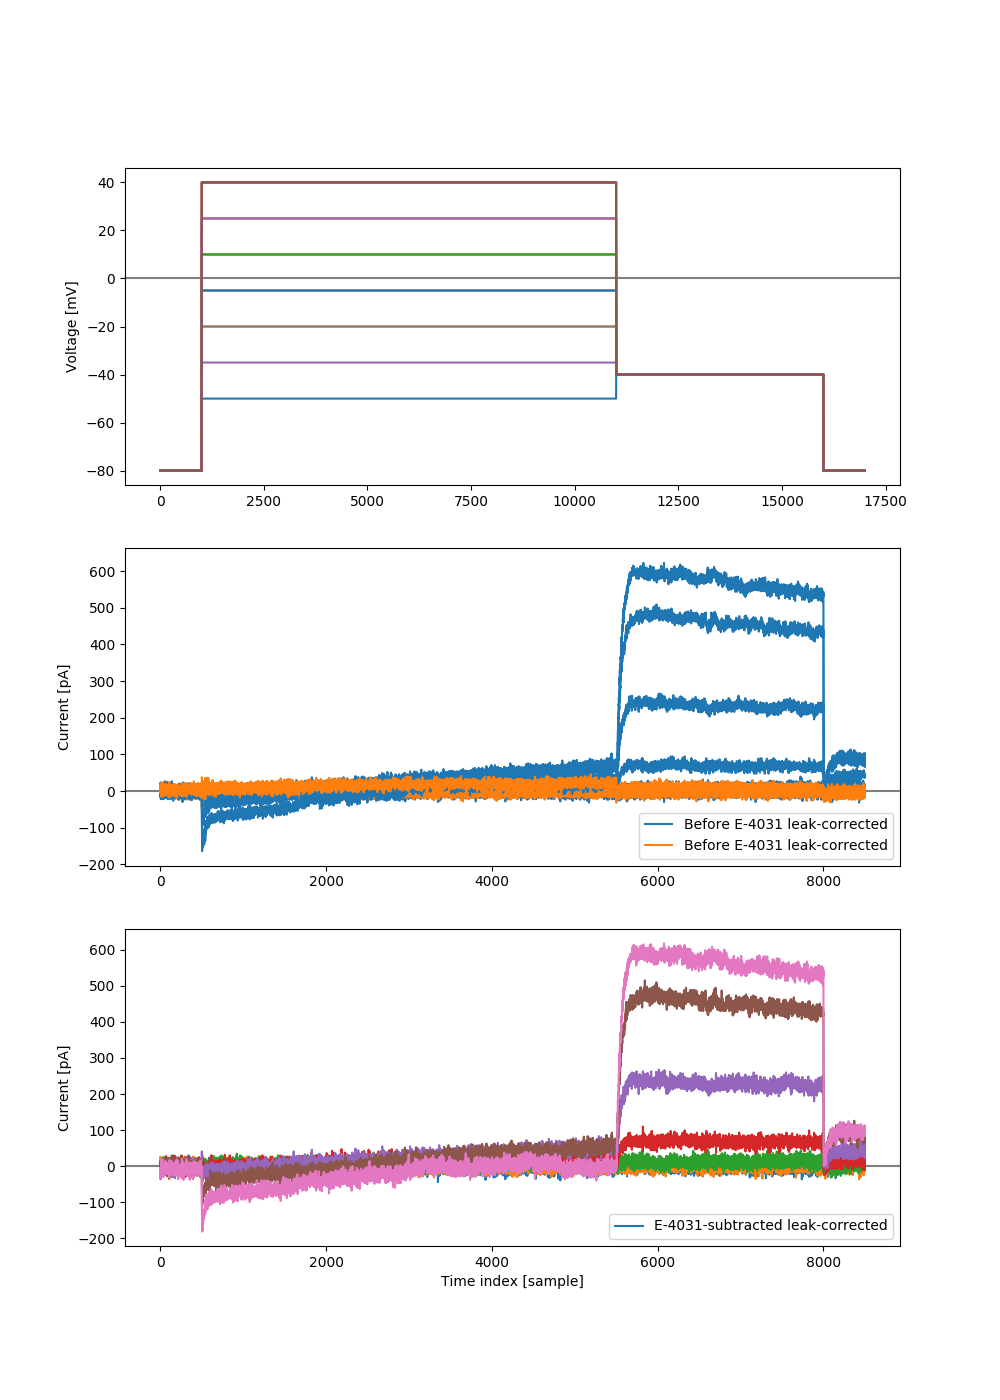 40
20
0
−20
−40
−60
−80
Voltage [mV]
0 2500 5000 7500 10000 12500 15000 17500
600
500
400
300
200
100
0
−100
−200
Current [pA]
Before E-4031 leak-corrected
Before E-4031 leak-corrected
0 2000 4000 6000 8000
600
500
400
300
200
100
0
−100
−200
Current [pA]
E-4031-subtracted leak-corrected
0 2000 4000 6000 8000
Time index [sample]